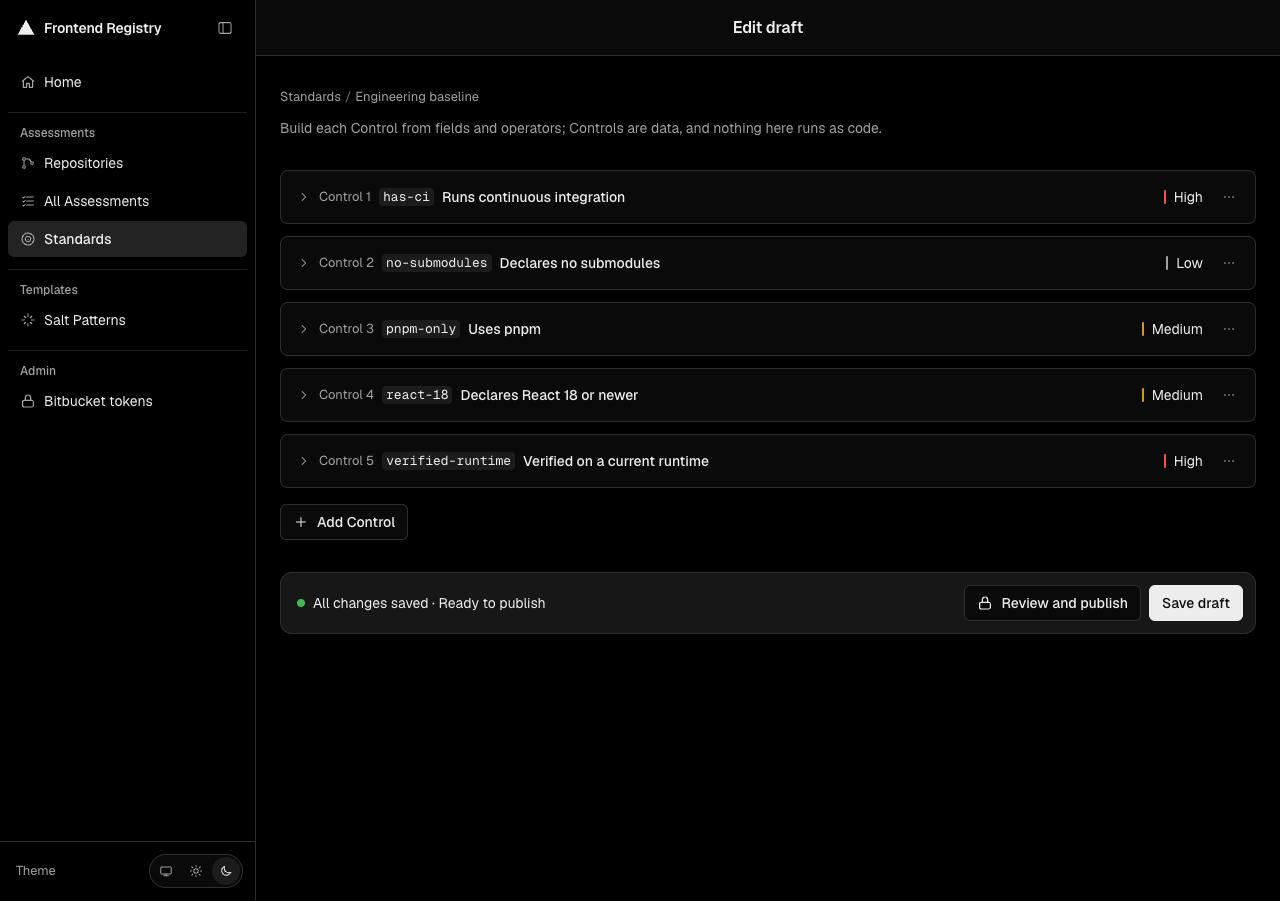 Frontend Registry
Edit draft
Home
Assessments
Repositories
All Assessments
Standards
Templates
Salt Patterns
Admin
Bitbucket tokens
Theme
Standards / Engineering baseline
Build each Control from fields and operators; Controls are data, and nothing here runs as code.
Control 1 has-ci Runs continuous integration High ...
Control 2 no-submodules Declares no submodules Low ...
Control 3 pnpm-only Uses pnpm Medium ...
Control 4 react-18 Declares React 18 or newer Medium ...
Control 5 verified-runtime Verified on a current runtime High ...
+ Add Control
All changes saved · Ready to publish Review and publish Save draft